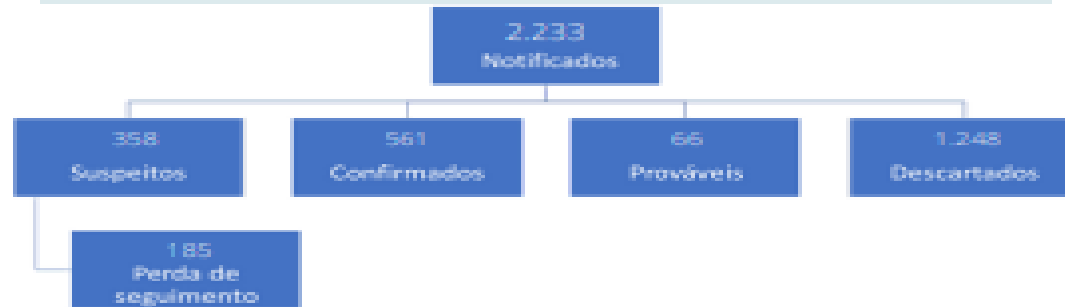 2.233
Notificados
358
Suspeitos
561
Confirmados
66
Prováveis
1.248
Descartados
185
Perda de
seguimento